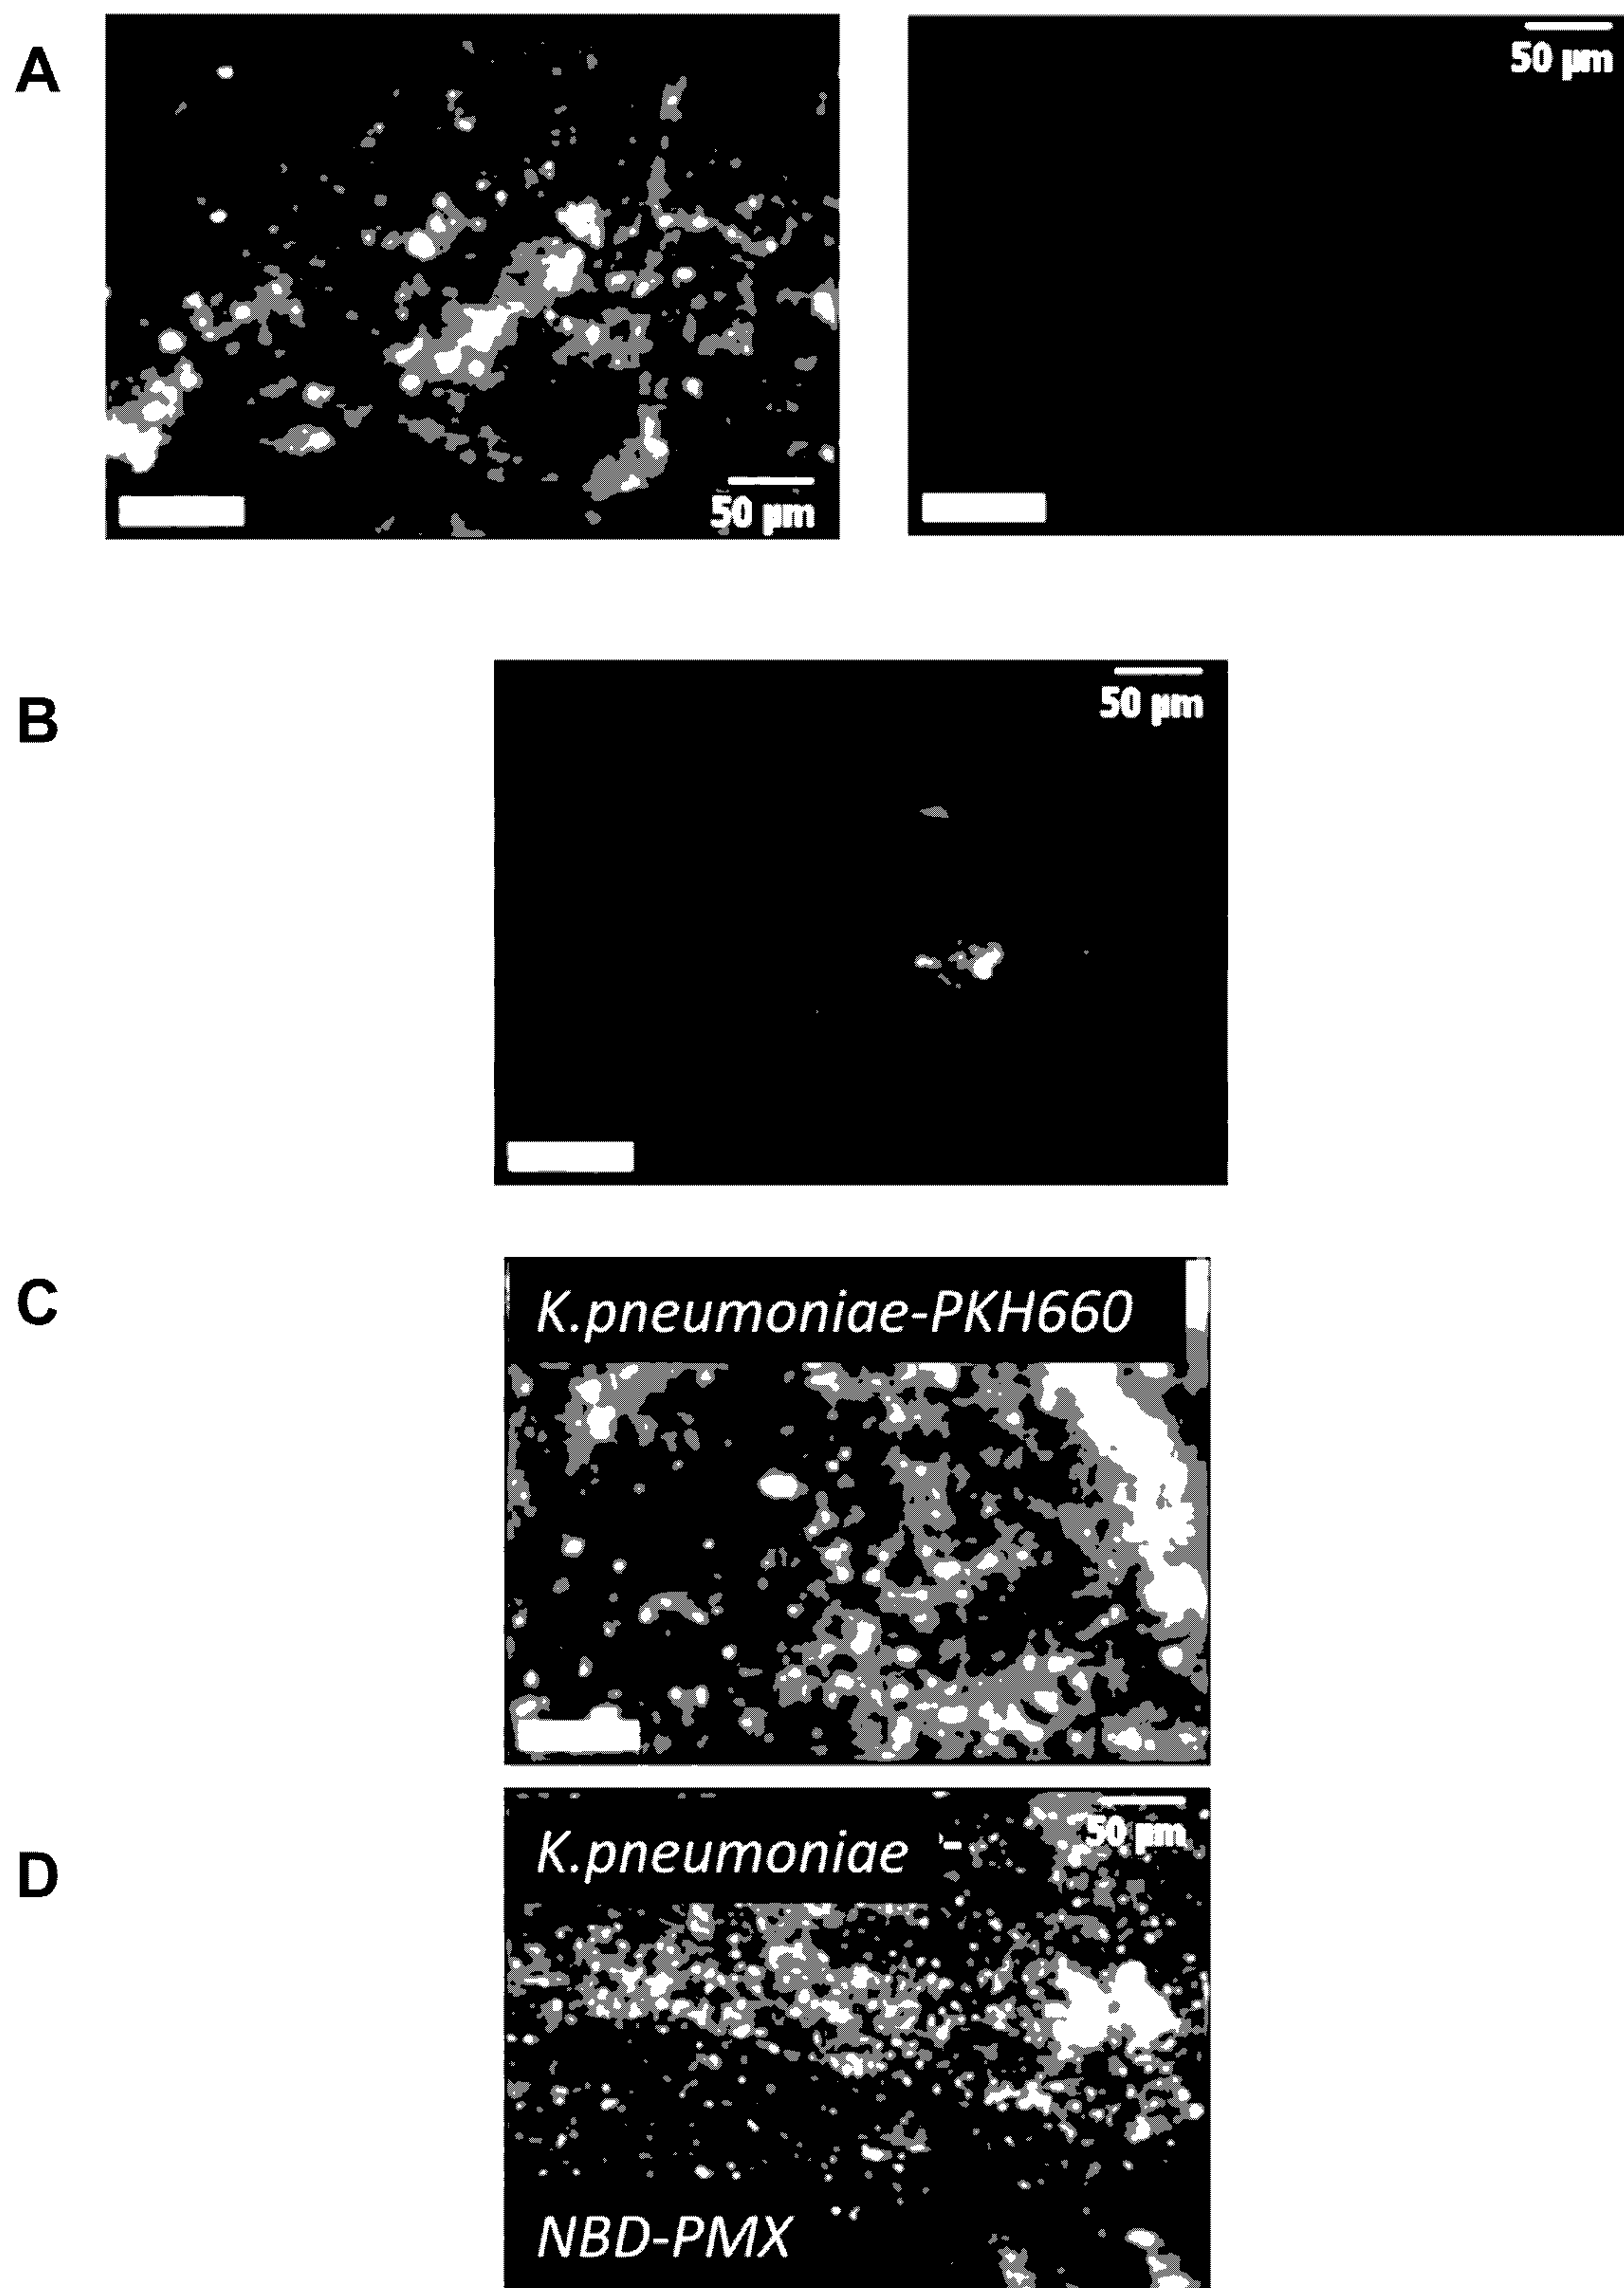 A
50 µm
50 µm
B
50 µm
C
K.pneumoniae-PKH660
D
K.pneumoniae -
50 µm
NBD-PMX